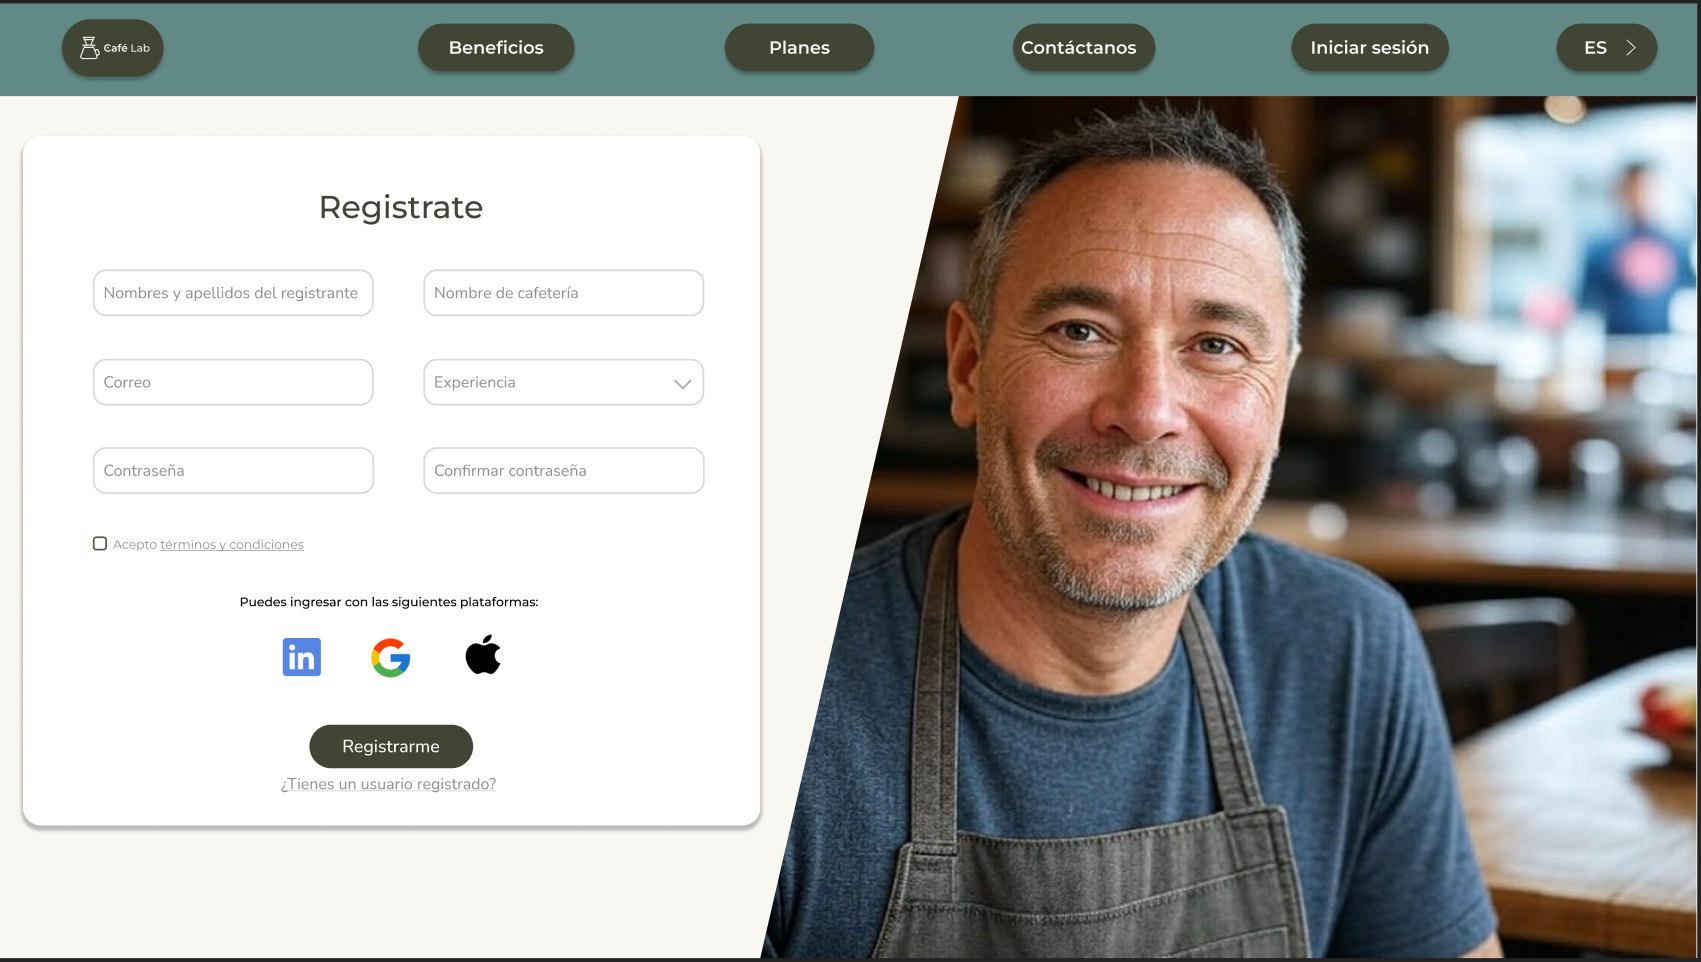 Café Lab
Beneficios
Planes
Contáctanos
Iniciar sesión
ES
Registrate
Nombres y apellidos del registrante
Nombre de cafetería
Correo
Experiencia
Contraseña
Confirmar contraseña
Acepto términos y condiciones
Puedes ingresar con las siguientes plataformas:
in
Registrarme
¿Tienes un usuario registrado?